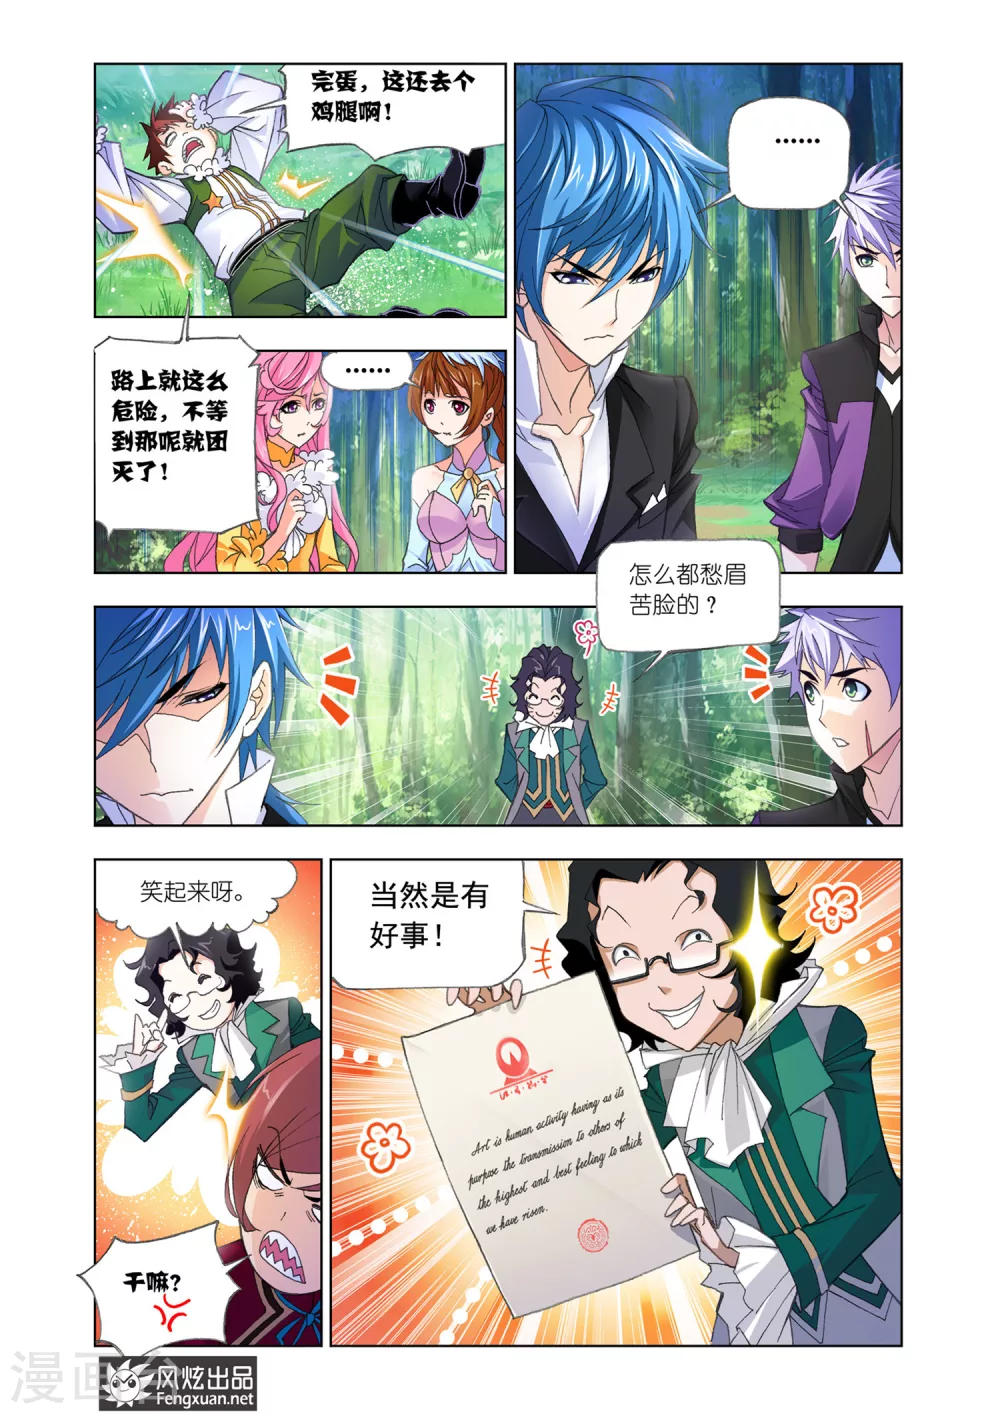 完蛋，这还去个
鸡腿啊！
……
路上就这么
危险，不等
到那呢就团
灭了！
……
怎么都愁眉
苦脸的？
笑起来呀。
干嘛？
当然是有
好事！
Art is human activity having as its
purpose the transmission to others of
the highest and best feeling to which
we have risen.
漫画台
风炫出品
Fengxuan.net